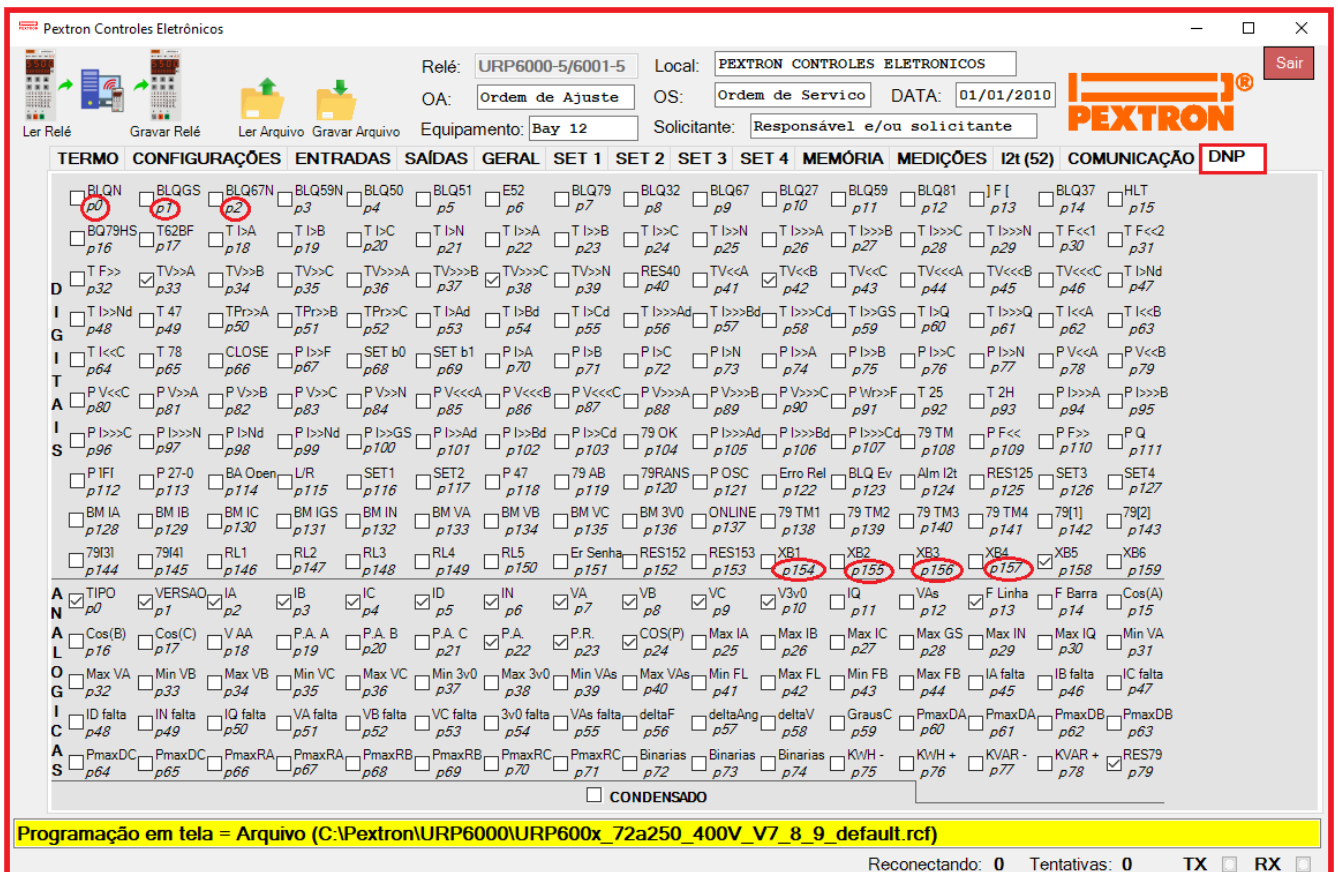 Pextron Controles Eletrônicos
Relé: URP6000-5/6001-5 Local: PEXTRON CONTROLES ELETRONICOS Sair
OA: Ordem de Ajuste OS: Ordem de Servico DATA: 01/01/2010
Ler Relé Gravar Relé Ler Arquivo Gravar Arquivo Equipamento: Bay 12 Solicitante: Responsável e/ou solicitante PEXTRON ®
TERMO CONFIGURAÇÕES ENTRADAS SAÍDAS GERAL SET 1 SET 2 SET 3 SET 4 MEMÓRIA MEDIÇÕES I2t (52) COMUNICAÇÃO DNP
DIGITAIS
BLQN BLQGS BLQ67N BLQ59N BLQ50 BLQ51 E52 BLQ79 BLQ32 BLQ67 BLQ27 BLQ59 BLQ81 ] F [ BLQ37 HLT
p0 p1 p2 p3 p4 p5 p6 p7 p8 p9 p10 p11 p12 p13 p14 p15
BQ79HS T62BF T I>A T I>B T I>C T I>N T I>>A T I>>B T I>>C T I>>N T I>>>A T I>>>B T I>>>C T I>>>N T F<<1 T F<<2
p16 p17 p18 p19 p20 p21 p22 p23 p24 p25 p26 p27 p28 p29 p30 p31
T F>> TV>>A TV>>B TV>>C TV>>>A TV>>>B TV>>>C TV>>N RES40 TV<<A TV<<B TV<<C TV<<<A TV<<<B TV<<<C T I>Nd
p32 p33 p34 p35 p36 p37 p38 p39 p40 p41 p42 p43 p44 p45 p46 p47
T I>>Nd T 47 TPr>>A TPr>>B TPr>>C T I>Ad T I>Bd T I>Cd T I>>>Ad T I>>>Bd T I>>>Cd T I>>GS T I>Q T I>>>Q T I<<A T I<<B
p48 p49 p50 p51 p52 p53 p54 p55 p56 p57 p58 p59 p60 p61 p62 p63
T I<<C T 78 CLOSE P I>>F SET b0 SET b1 P I>A P I>B P I>C P I>N P I>>A P I>>B P I>>C P I>>N P V<<A P V<<B
p64 p65 p66 p67 p68 p69 p70 p71 p72 p73 p74 p75 p76 p77 p78 p79
P V<<C P V>>A P V>>B P V>>C P V>>N P V<<<A P V<<<B P V<<<C P V>>>A P V>>>B P V>>>C P Wr>>F T 25 T 2H P I>>>A P I>>>B
p80 p81 p82 p83 p84 p85 p86 p87 p88 p89 p90 p91 p92 p93 p94 p95
P I>>>C P I>>>N P I>Nd P I>>Nd P I>>GS P I>>Ad P I>>Bd P I>>Cd 79 OK P I>>>Ad P I>>>Bd P I>>>Cd 79 TM P F<< P F>> P Q
p96 p97 p98 p99 p100 p101 p102 p103 p104 p105 p106 p107 p108 p109 p110 p111
P ]F[ P 27-0 BA Open L/R SET1 SET2 P 47 79 AB 79RANS P OSC Erro Rel BLQ Ev Alm I2t RES125 SET3 SET4
p112 p113 p114 p115 p116 p117 p118 p119 p120 p121 p122 p123 p124 p125 p126 p127
BM IA BM IB BM IC BM IGS BM IN BM VA BM VB BM VC BM 3V0 ONLINE 79 TM1 79 TM2 79 TM3 79 TM4 79[1] 79[2]
p128 p129 p130 p131 p132 p133 p134 p135 p136 p137 p138 p139 p140 p141 p142 p143
79[3] 79[4] RL1 RL2 RL3 RL4 RL5 Er Senha RES152 RES153 XB1 XB2 XB3 XB4 XB5 XB6
p144 p145 p146 p147 p148 p149 p150 p151 p152 p153 p154 p155 p156 p157 p158 p159
ANALOGICAS
TIPO VERSAO IA IB IC ID IN VA VB VC V3v0 IQ VAs F Linha F Barra Cos(A)
p0 p1 p2 p3 p4 p5 p6 p7 p8 p9 p10 p11 p12 p13 p14 p15
Cos(B) Cos(C) V AA P.A. A P.A. B P.A. C P.A. P.R. COS(P) Max IA Max IB Max IC Max GS Max IN Max IQ Min VA
p16 p17 p18 p19 p20 p21 p22 p23 p24 p25 p26 p27 p28 p29 p30 p31
Max VA Min VB Max VB Min VC Max VC Min 3v0 Max 3v0 Min VAs Max VAs Min FL Max FL Min FB Max FB IA falta IB falta IC falta
p32 p33 p34 p35 p36 p37 p38 p39 p40 p41 p42 p43 p44 p45 p46 p47
ID falta IN falta IQ falta VA falta VB falta VC falta 3v0 falta VAs falta deltaF deltaAng deltaV GrausC PmaxDA PmaxDA PmaxDB PmaxDB
p48 p49 p50 p51 p52 p53 p54 p55 p56 p57 p58 p59 p60 p61 p62 p63
PmaxDC PmaxDC PmaxRA PmaxRA PmaxRB PmaxRB PmaxRC PmaxRC Binarias Binarias Binarias KWH - KWH + KVAR - KVAR + RES79
p64 p65 p66 p67 p68 p69 p70 p71 p72 p73 p74 p75 p76 p77 p78 p79
CONDENSADO
Programação em tela = Arquivo (C:\Pextron\URP6000\URP600x_72a250_400V_V7_8_9_default.rcf)
Reconectando: 0 Tentativas: 0 TX RX